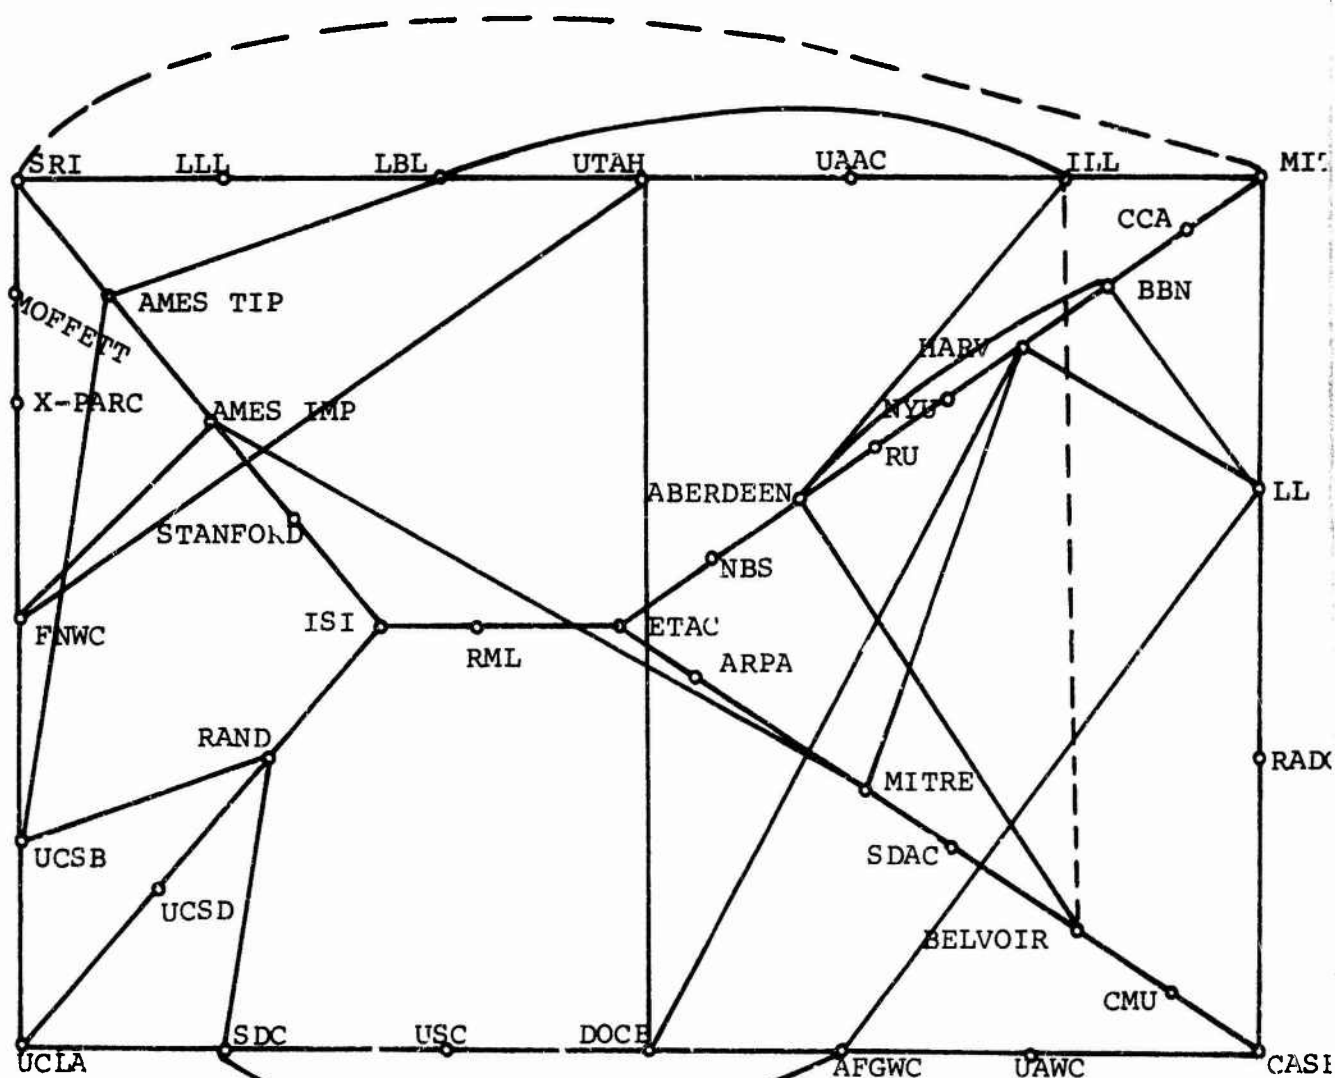 SRI LLL LBL UTAH UAAC ILL MIT
CCA
MOFFETT AMES TIP BBN
HARV
X-PARC AMES IMP NYU
RU
ABERDEEN LL
STANFORD
NBS
FNWC ISI ETAC
RML ARPA
RAND
MITRE RADC
UCSB SDAC
UCSD
BELVOIR
CMU
SDC USC DOCB
UCLA AFGWC UAWC CASE